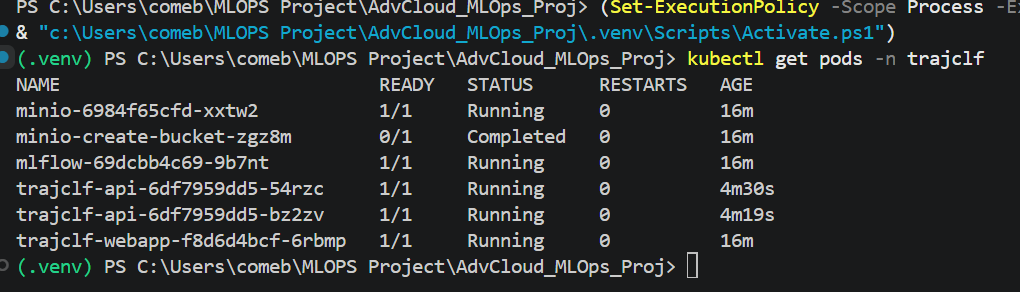 PS C:\Users\comeb\MLOPS Project\AdvCloud_MLOps_Proj> (Set-ExecutionPolicy -Scope Process -Ex
& "c:\Users\comeb\MLOPS Project\AdvCloud_MLOps_Proj\.venv\Scripts\Activate.ps1")
(.venv) PS C:\Users\comeb\MLOPS Project\AdvCloud_MLOps_Proj> kubectl get pods -n trajclf
NAME READY STATUS RESTARTS AGE
minio-6984f65cfd-xxtw2 1/1 Running 0 16m
minio-create-bucket-zgz8m 0/1 Completed 0 16m
mlflow-69dcbb4c69-9b7nt 1/1 Running 0 16m
trajclf-api-6df7959dd5-54rzc 1/1 Running 0 4m30s
trajclf-api-6df7959dd5-bz2zv 1/1 Running 0 4m19s
trajclf-webapp-f8d6d4bcf-6rbmp 1/1 Running 0 16m
(.venv) PS C:\Users\comeb\MLOPS Project\AdvCloud_MLOps_Proj>